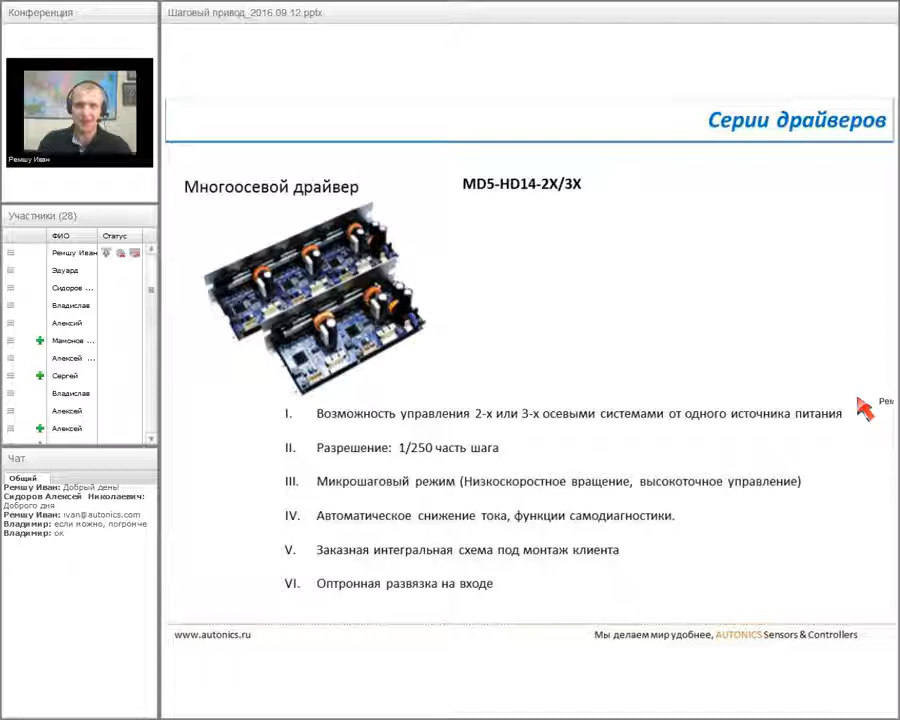 Конференция
Ремшу Иван
Участники (28)
ФИО
Статус
Ремшу Иван
Эдуард
Сидоров ...
Владислав
Алексий
Мамонов ...
Алексей ...
Сергей
Владислав
Алексей
Алексей
Чат
Общий
Ремшу Иван: Добрый день!
Сидоров Алексей Николаевич:
Доброго дня
Ремшу Иван: ivan@autonics.com
Владимир: если можно, погромче
Владимир: ок
Шаговый привод_2016.09.12.pptx
Серии драйверов
Многоосевой драйвер
MD5-HD14-2X/3X
I. Возможность управления 2-х или 3-х осевыми системами от одного источника питания
Рем
II. Разрешение: 1/250 часть шага
III. Микрошаговый режим (Низкоскоростное вращение, высокоточное управление)
IV. Автоматическое снижение тока, функции самодиагностики.
V. Заказная интегральная схема под монтаж клиента
VI. Оптронная развязка на входе
www.autonics.ru
Мы делаем мир удобнее, AUTONICS Sensors & Controllers